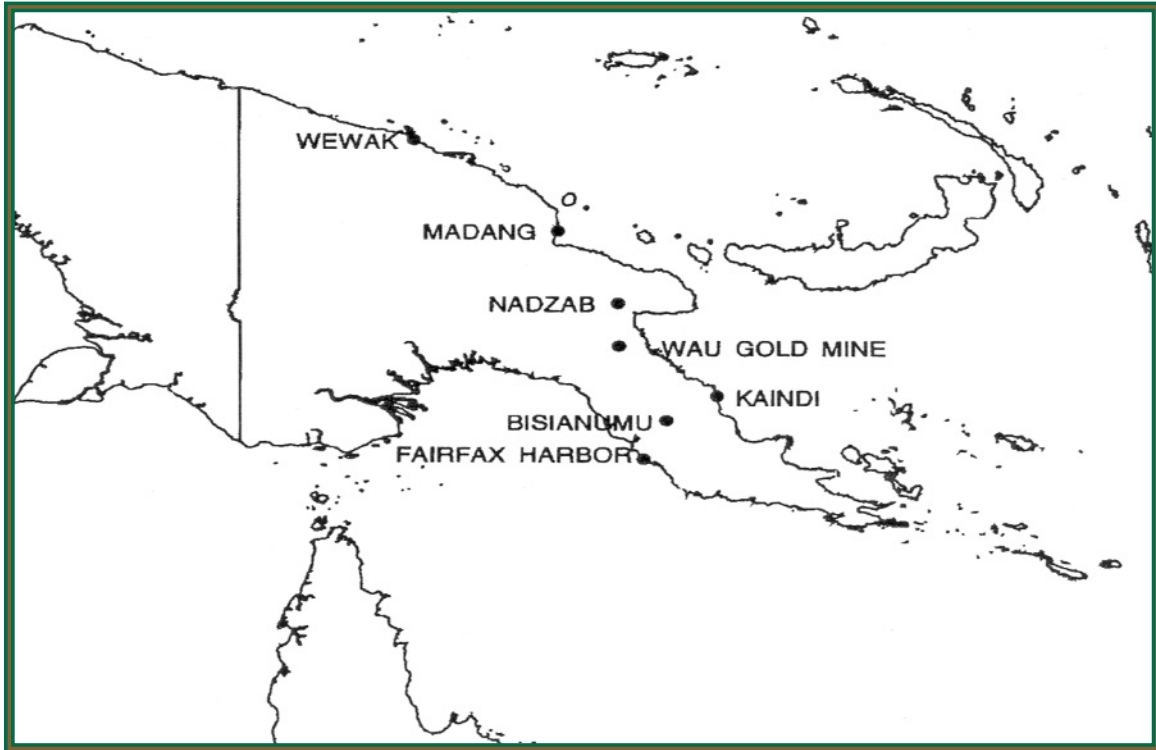 WEWAK
MADANG
NADZAB
WAU GOLD MINE
KAINDI
BISIANUMU
FAIRFAX HARBOR